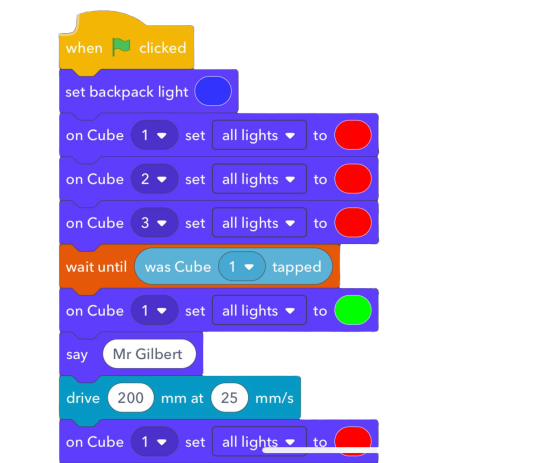 when clicked
set backpack light
on Cube 1 set all lights to
on Cube 2 set all lights to
on Cube 3 set all lights to
wait until was Cube 1 tapped
on Cube 1 set all lights to
say Mr Gilbert
drive 200 mm at 25 mm/s
on Cube 1 set all lights to